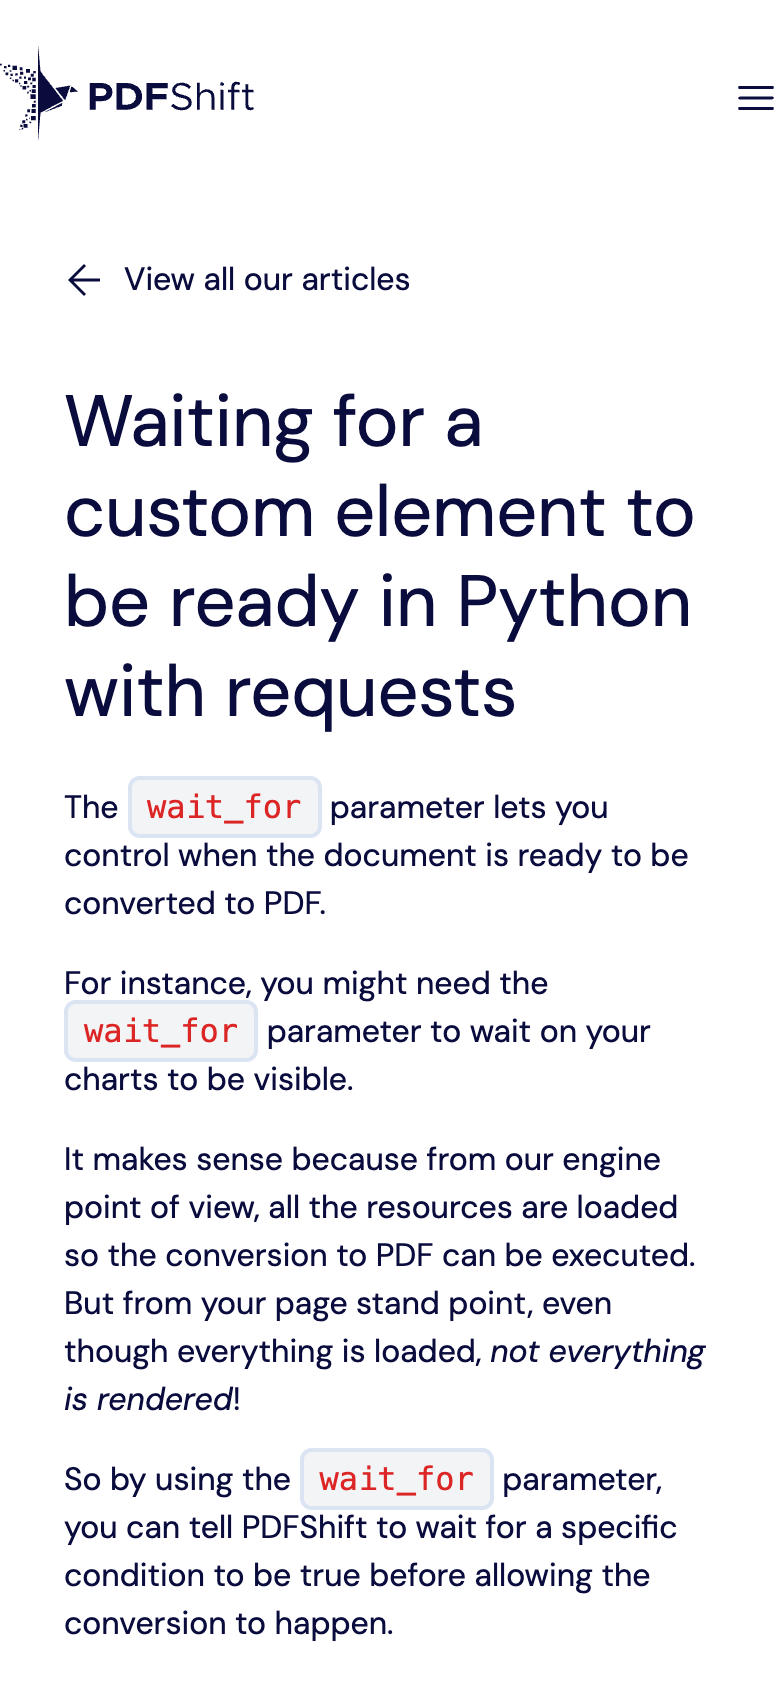 PDFShift
View all our articles
Waiting for a
custom element to
be ready in Python
with requests
The wait_for parameter lets you
control when the document is ready to be
converted to PDF.
For instance, you might need the
wait_for parameter to wait on your
charts to be visible.
It makes sense because from our engine
point of view, all the resources are loaded
so the conversion to PDF can be executed.
But from your page stand point, even
though everything is loaded, not everything
is rendered!
So by using the wait_for parameter,
you can tell PDFShift to wait for a specific
condition to be true before allowing the
conversion to happen.